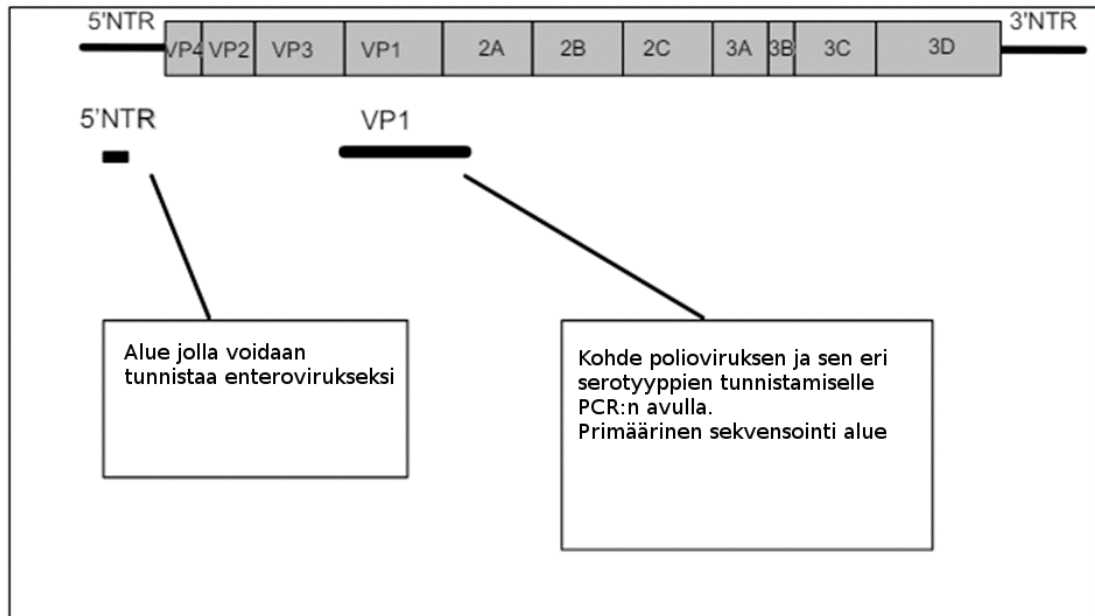 5'NTR 3'NTR
VP4 VP2 VP3 VP1 2A 2B 2C 3A 3B 3C 3D
5'NTR VP1
Alue jolla voidaan
tunnistaa enterovirukseksi
Kohde polioviruksen ja sen eri
serotyyppien tunnistamiselle
PCR:n avulla.
Primäärinen sekvensointi alue